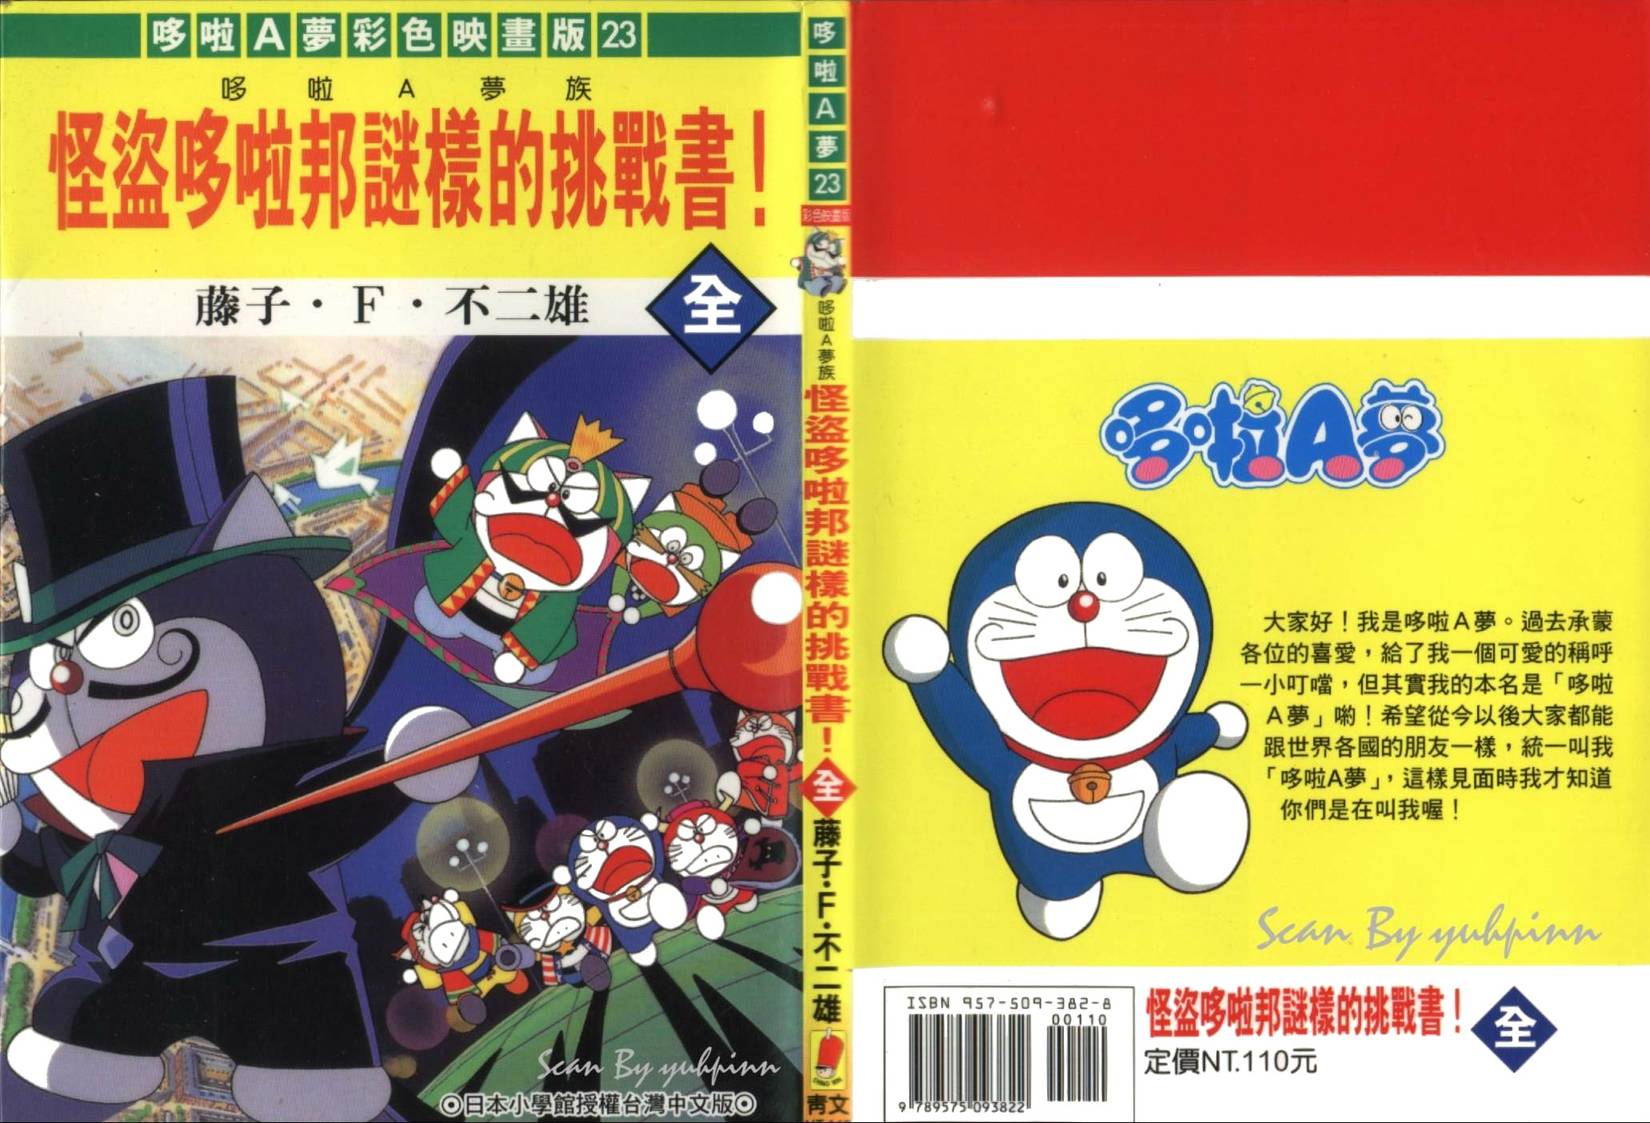 哆啦A夢彩色映畫版23
哆啦A夢族
怪盜哆啦邦謎樣的挑戰書！
藤子・F・不二雄
全
Scan By yuhpinn
◎日本小學館授權台灣中文版◎
哆啦A夢23
彩色映畫版
哆啦A夢族
怪盜哆啦邦謎樣的挑戰書！
全
藤子・F・不二雄
青文
哆啦A夢
大家好！我是哆啦A夢。過去承蒙
各位的喜愛，給了我一個可愛的稱呼
—小叮噹，但其實我的本名是「哆啦
A夢」喲！希望從今以後大家都能
跟世界各國的朋友一樣，統一叫我
「哆啦A夢」，這樣見面時我才知道
你們是在叫我喔！
Scan By yuhpinn
ISBN 957-509-382-8
00110
9 789575 093822
怪盜哆啦邦謎樣的挑戰書！
全
定價NT.110元